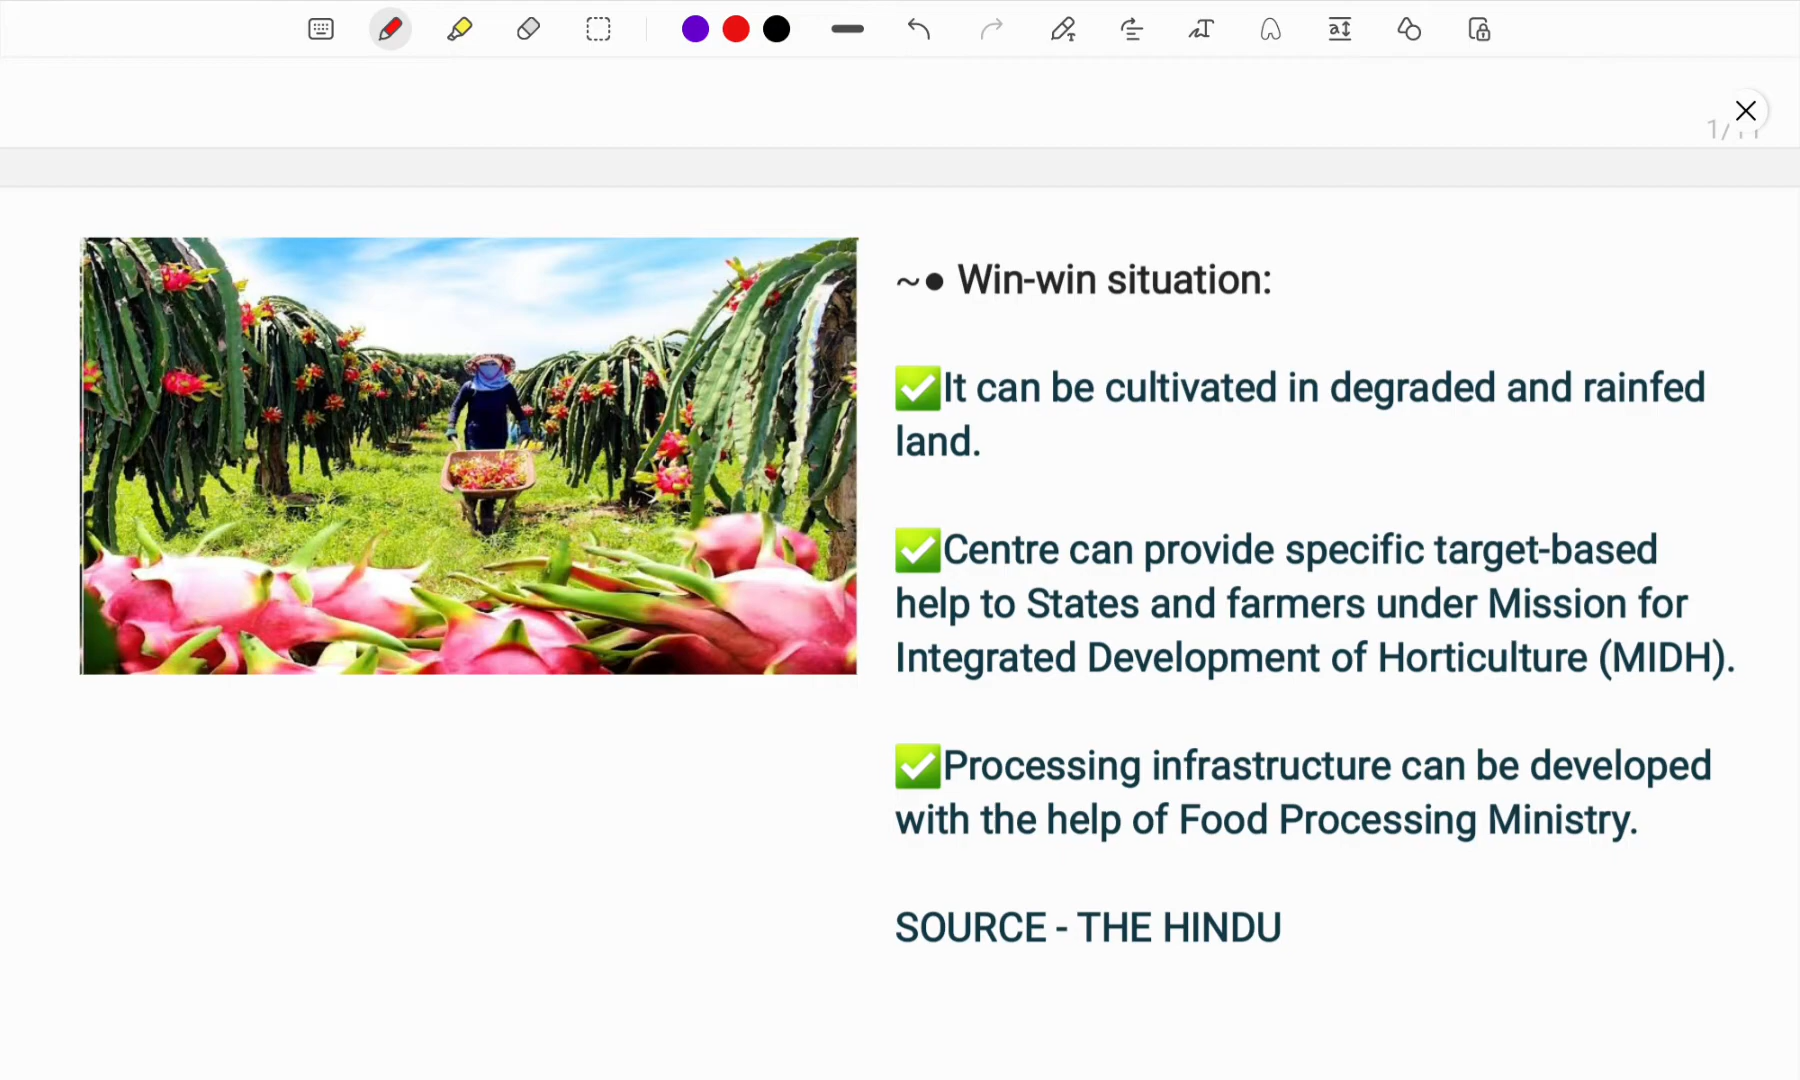 1/11
~● Win-win situation:
✅It can be cultivated in degraded and rainfed
land.
✅Centre can provide specific target-based
help to States and farmers under Mission for
Integrated Development of Horticulture (MIDH).
✅Processing infrastructure can be developed
with the help of Food Processing Ministry.
SOURCE - THE HINDU